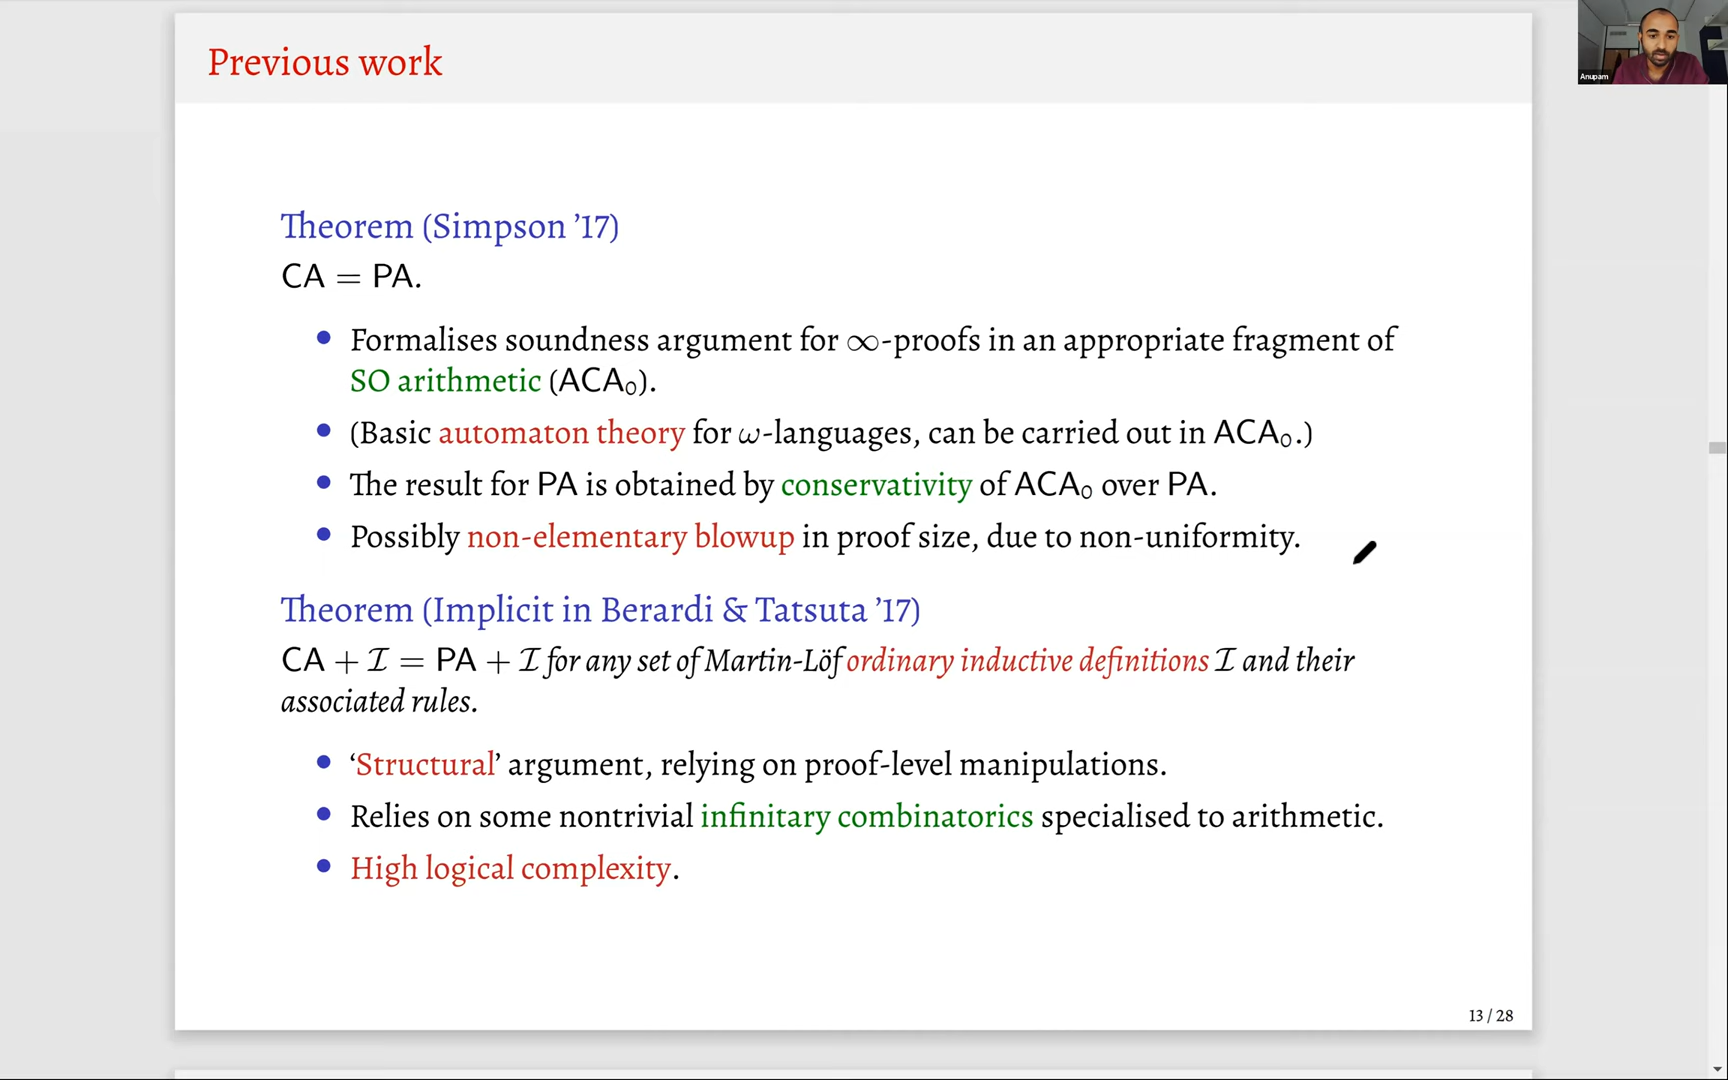 Previous work
Anupam
Theorem (Simpson ’17)
CA = PA.
• Formalises soundness argument for ∞-proofs in an appropriate fragment of
SO arithmetic (ACA₀).
• (Basic automaton theory for ω-languages, can be carried out in ACA₀.)
• The result for PA is obtained by conservativity of ACA₀ over PA.
• Possibly non-elementary blowup in proof size, due to non-uniformity.
Theorem (Implicit in Berardi & Tatsuta ’17)
CA + ℐ = PA + ℐ for any set of Martin-Löf ordinary inductive definitions ℐ and their
associated rules.
• ‘Structural’ argument, relying on proof-level manipulations.
• Relies on some nontrivial infinitary combinatorics specialised to arithmetic.
• High logical complexity.
13 / 28